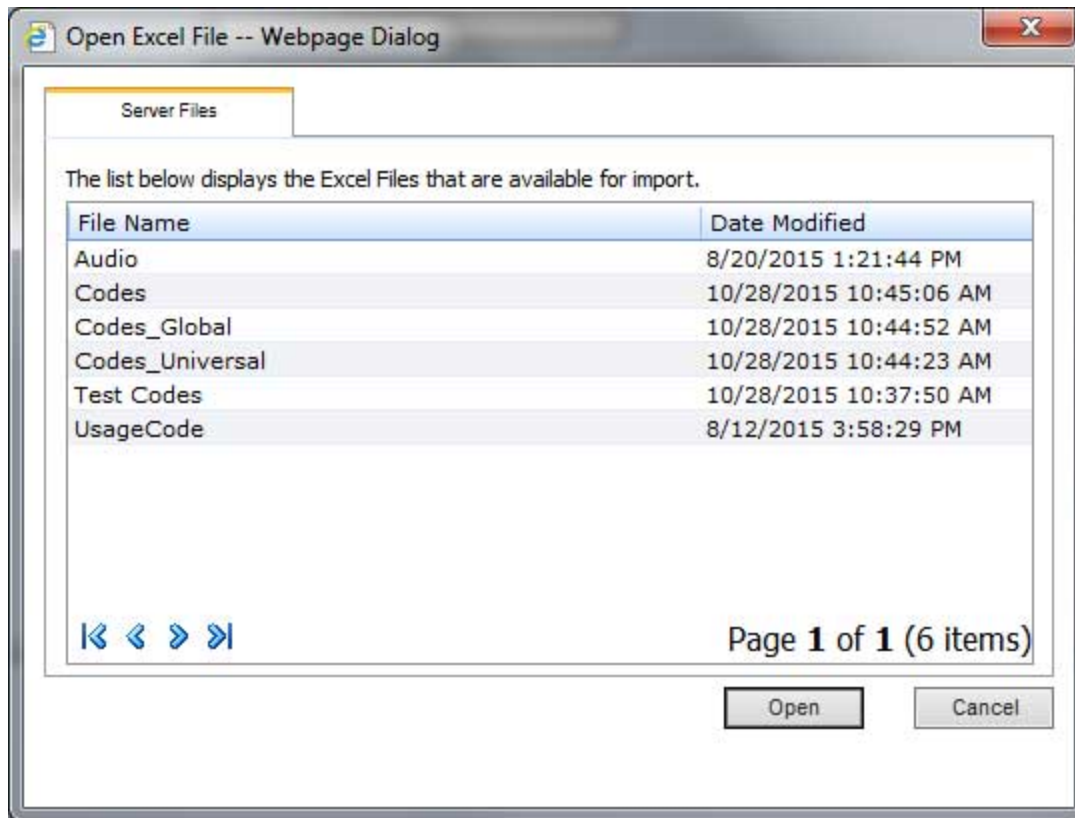 Open Excel File -- Webpage Dialog
Server Files
The list below displays the Excel Files that are available for import.
File Name Date Modified
Audio 8/20/2015 1:21:44 PM
Codes 10/28/2015 10:45:06 AM
Codes_Global 10/28/2015 10:44:52 AM
Codes_Universal 10/28/2015 10:44:23 AM
Test Codes 10/28/2015 10:37:50 AM
UsageCode 8/12/2015 3:58:29 PM
Page 1 of 1 (6 items)
Open Cancel